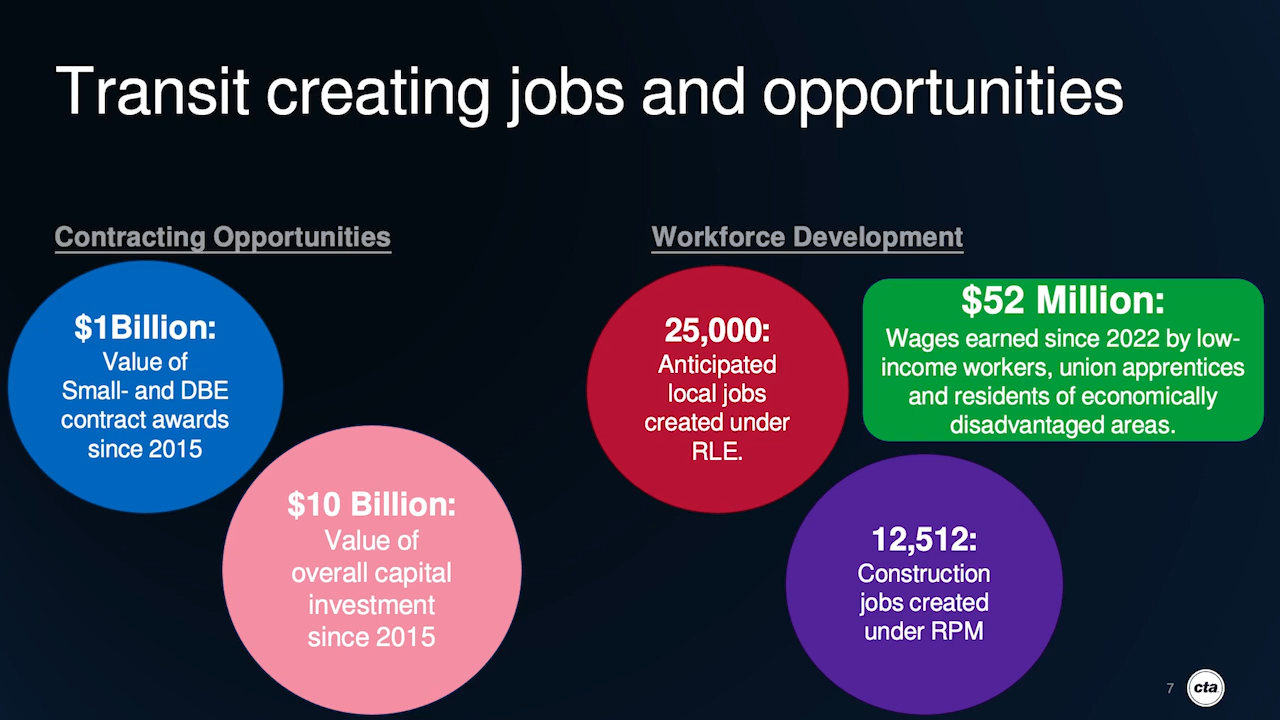 Transit creating jobs and opportunities
Contracting Opportunities
$1Billion:
Value of
Small- and DBE
contract awards
since 2015
$10 Billion:
Value of
overall capital
investment
since 2015
Workforce Development
25,000:
Anticipated
local jobs
created under
RLE.
$52 Million:
Wages earned since 2022 by low-
income workers, union apprentices
and residents of economically
disadvantaged areas.
12,512:
Construction
jobs created
under RPM
7
cta